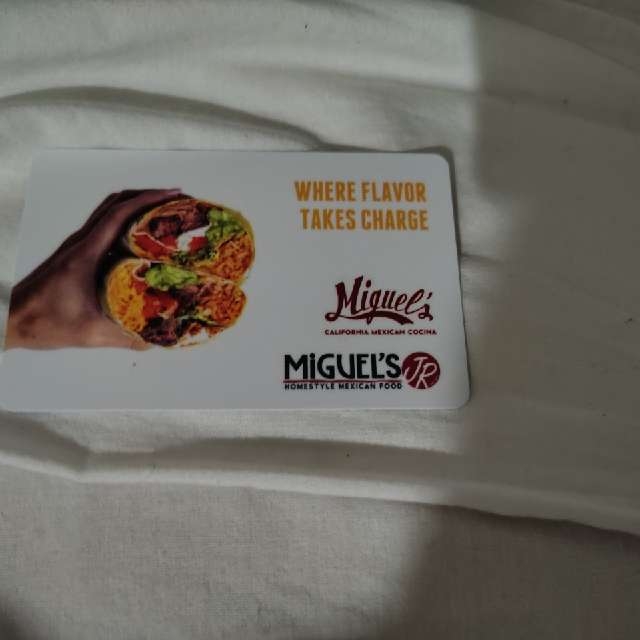 WHERE FLAVOR
TAKES CHARGE
Miguel's
CALIFORNIA MEXICAN COCINA
MiGUEL'S JR
HOMESTYLE MEXICAN FOOD